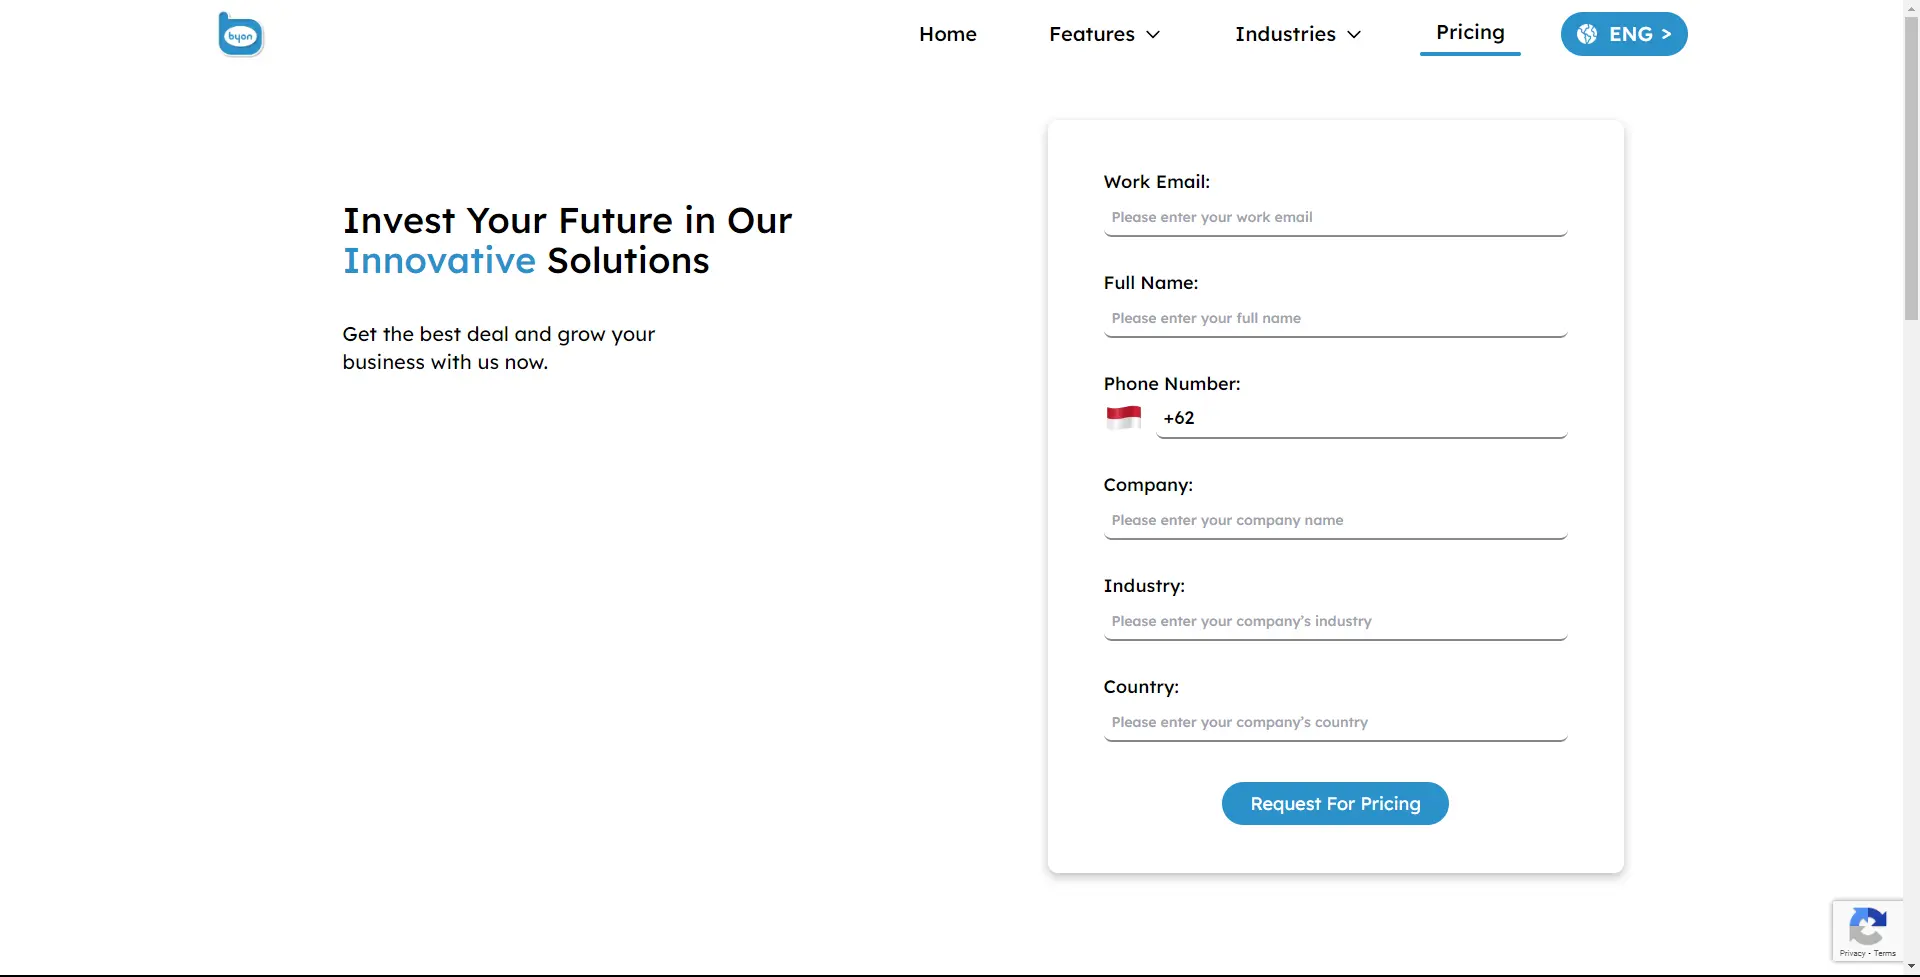 byon
Home
Features
Industries
Pricing
ENG >
Invest Your Future in Our
Innovative Solutions
Get the best deal and grow your
business with us now.
Work Email:
Please enter your work email
Full Name:
Please enter your full name
Phone Number:
+62
Company:
Please enter your company name
Industry:
Please enter your company’s industry
Country:
Please enter your company’s country
Request For Pricing
Privacy - Terms